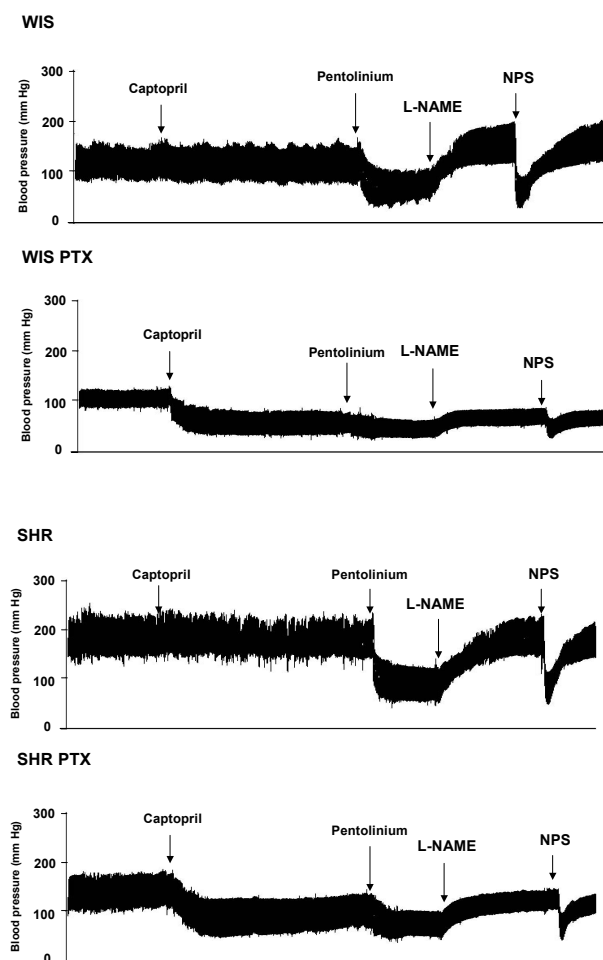 WIS
Blood pressure (mm Hg)
300
200
100
0
Captopril
Pentolinium
L-NAME
NPS
WIS PTX
Blood pressure (mm Hg)
300
200
100
0
Captopril
Pentolinium
L-NAME
NPS
SHR
Blood pressure (mm Hg)
300
200
100
0
Captopril
Pentolinium
L-NAME
NPS
SHR PTX
Blood pressure (mm Hg)
300
200
100
0
Captopril
Pentolinium
L-NAME
NPS